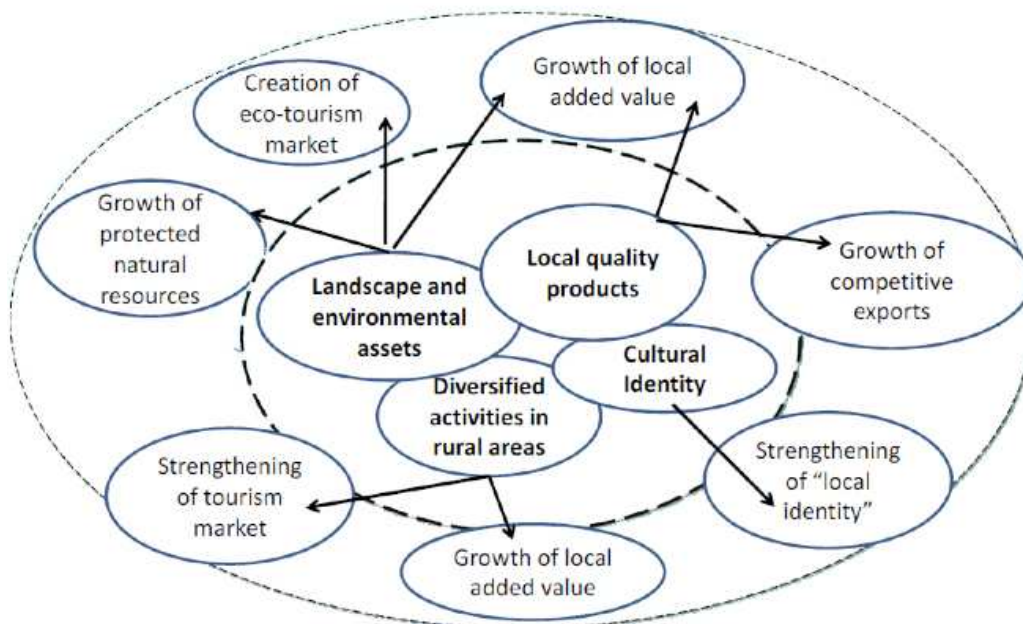 Creation of
eco-tourism
market
Growth of local
added value
Growth of
protected
natural
resources
Landscape and
environmental
assets
Local quality
products
Growth of
competitive
exports
Cultural
Identity
Diversified
activities in
rural areas
Strengthening
of tourism
market
Growth of local
added value
Strengthening
of “local
identity”